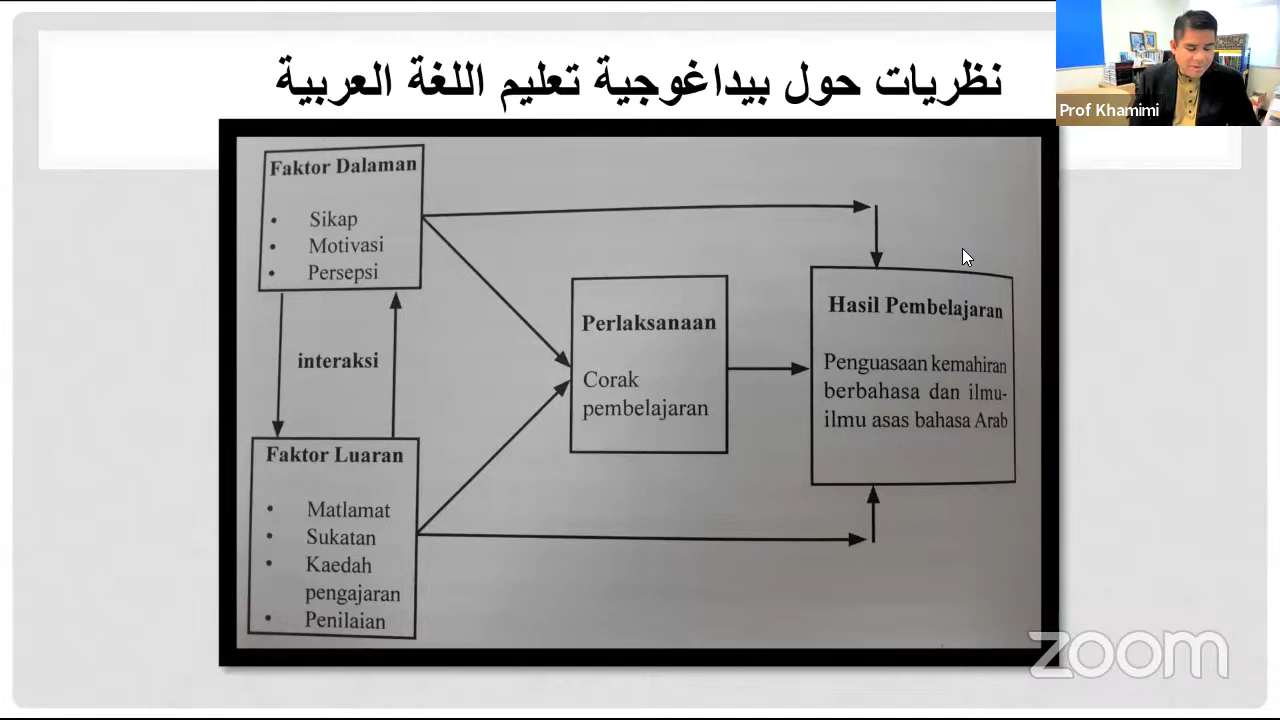 نظريات حول بيداغوجية تعليم اللغة العربية
Prof Khamimi
Faktor Dalaman
• Sikap
• Motivasi
• Persepsi
interaksi
Faktor Luaran
• Matlamat
• Sukatan
• Kaedah
pengajaran
• Penilaian
Perlaksanaan
Corak
pembelajaran
Hasil Pembelajaran
Penguasaan kemahiran
berbahasa dan ilmu-
ilmu asas bahasa Arab
zoom